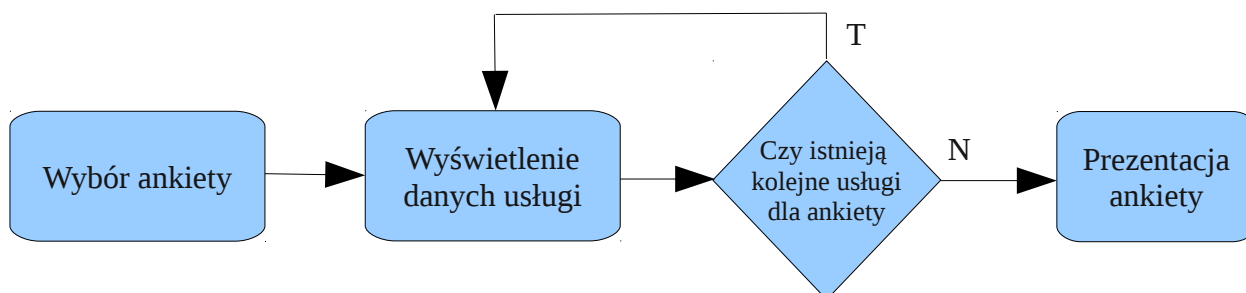 Wybór ankiety
Wyświetlenie
danych usługi
T
Czy istnieją
kolejne usługi
dla ankiety
N
Prezentacja
ankiety